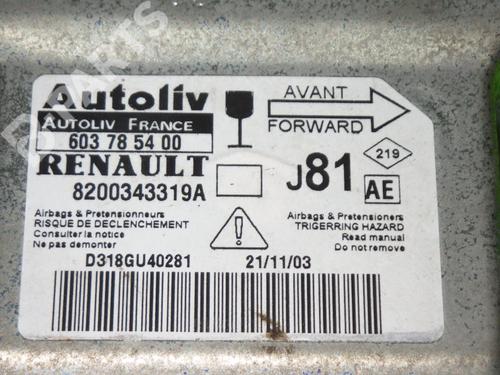 Autoliv
AUTOLIV FRANCE
603 78 54 00
RENAULT
8200343319A
AVANT
FORWARD
J81
219
AE
Airbags & Pretensionneurs
RISQUE DE DECLENCHEMENT
Consulter la notice
Ne pas demonter
Airbags & Pretensioners
TRIGERRING HAZARD
Read manual
Do not remove
D318GU40281
21/11/03